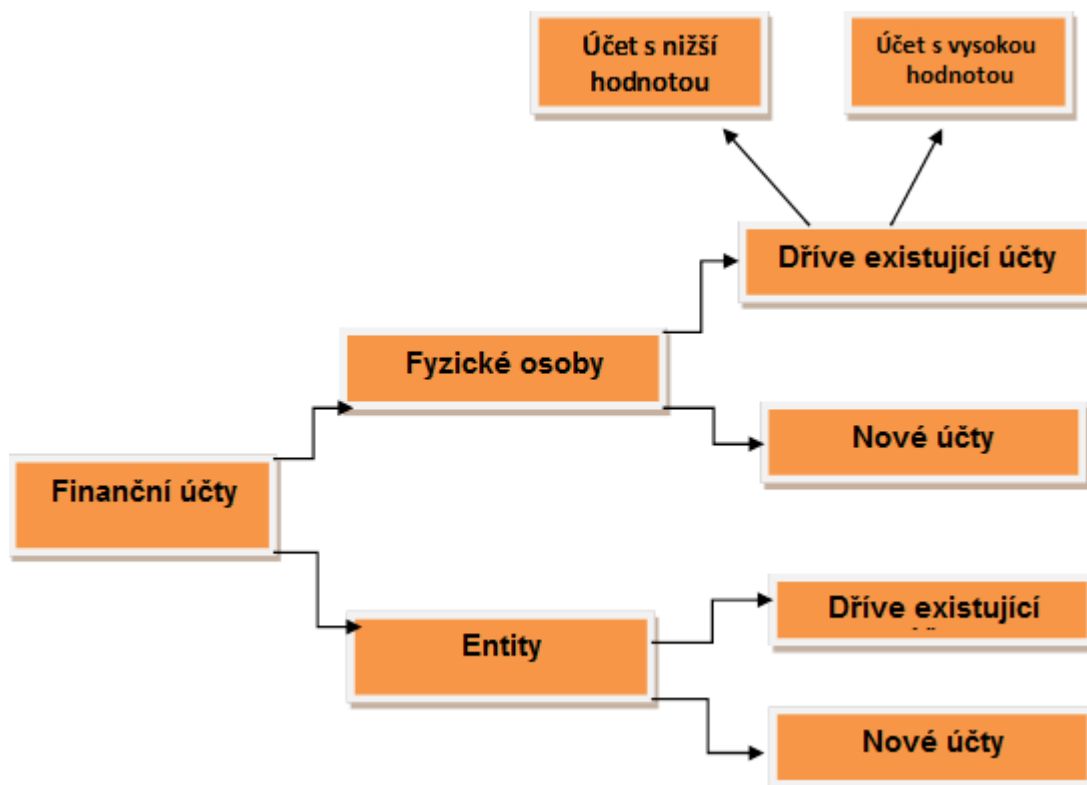 Účet s nižší
hodnotou
Účet s vysokou
hodnotou
Dříve existující účty
Fyzické osoby
Nové účty
Finanční účty
Dříve existující
Entity
Nové účty